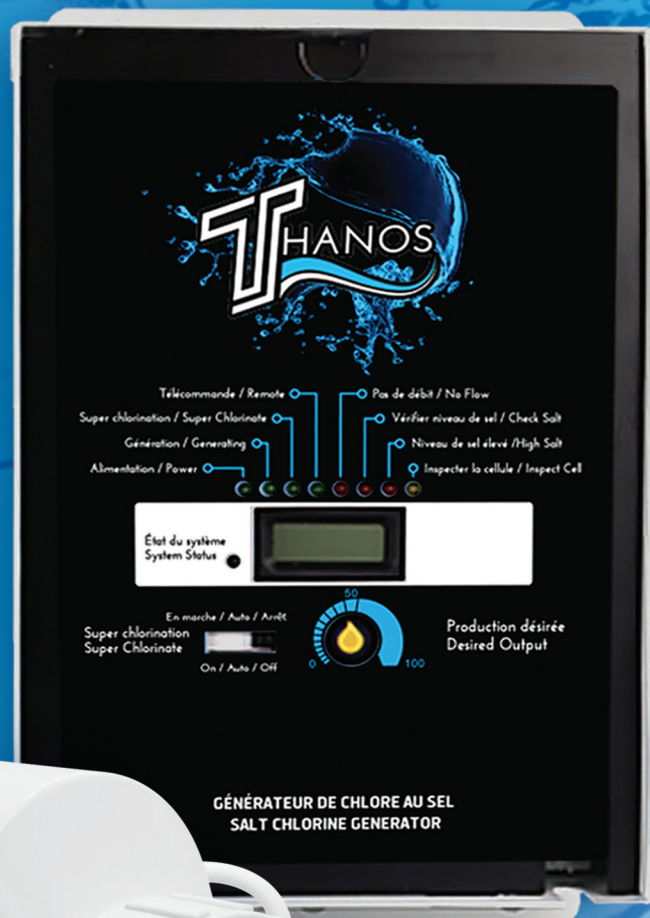 THANOS
Télécommande / Remote
Pas de débit / No Flow
Super chlorination / Super Chlorinate
Vérifier niveau de sel / Check Salt
Génération / Generating
Niveau de sel élevé /High Salt
Alimentation / Power
Inspecter la cellule / Inspect Cell
État du système
System Status
50
En marche / Auto / Arrêt
Super chlorination
Super Chlorinate
Production désirée
Desired Output
0
100
On / Auto / Off
GÉNÉRATEUR DE CHLORE AU SEL
SALT CHLORINE GENERATOR